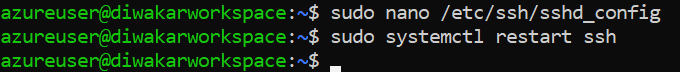 azureuser@diwakarworkspace:~$ sudo nano /etc/ssh/sshd_config
azureuser@diwakarworkspace:~$ sudo systemctl restart ssh
azureuser@diwakarworkspace:~$